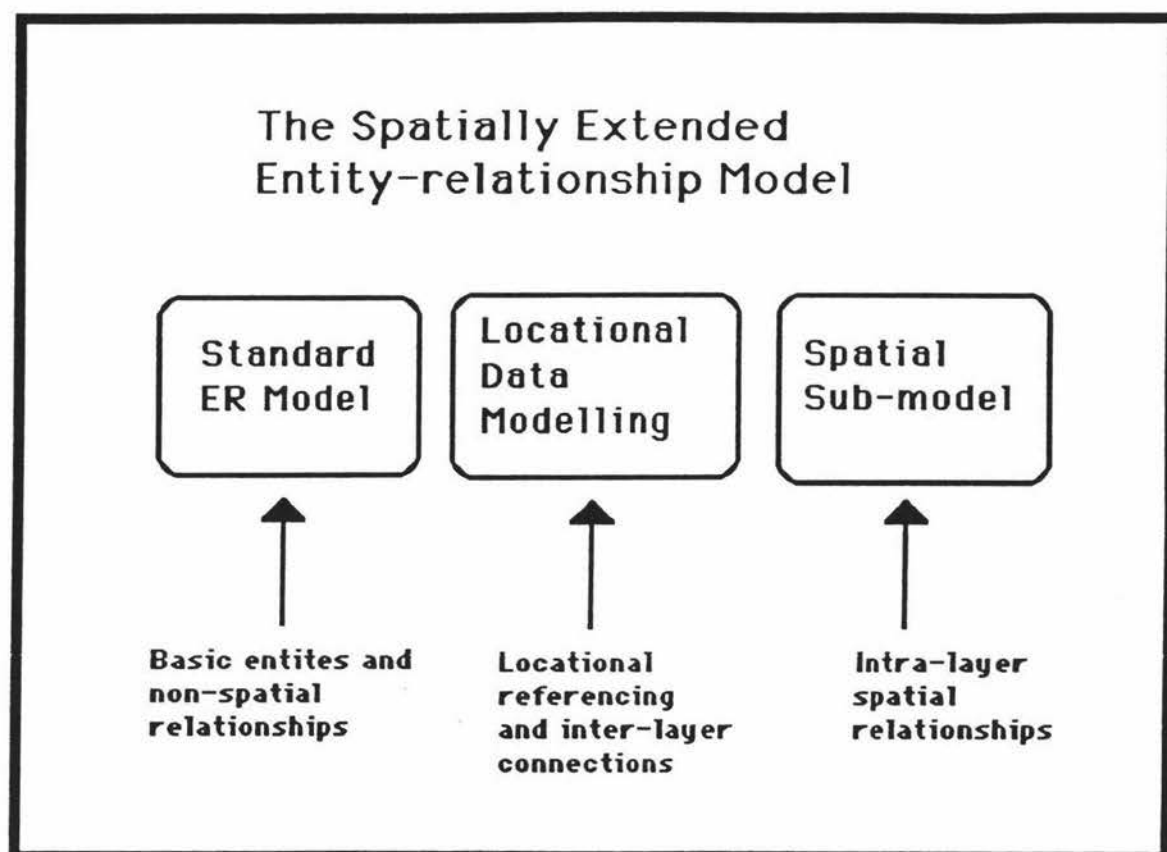 The Spatially Extended
Entity-relationship Model
Standard
ER Model
Locational
Data
Modelling
Spatial
Sub-model
Basic entites and
non-spatial
relationships
Locational
referencing
and inter-layer
connections
Intra-layer
spatial
relationships